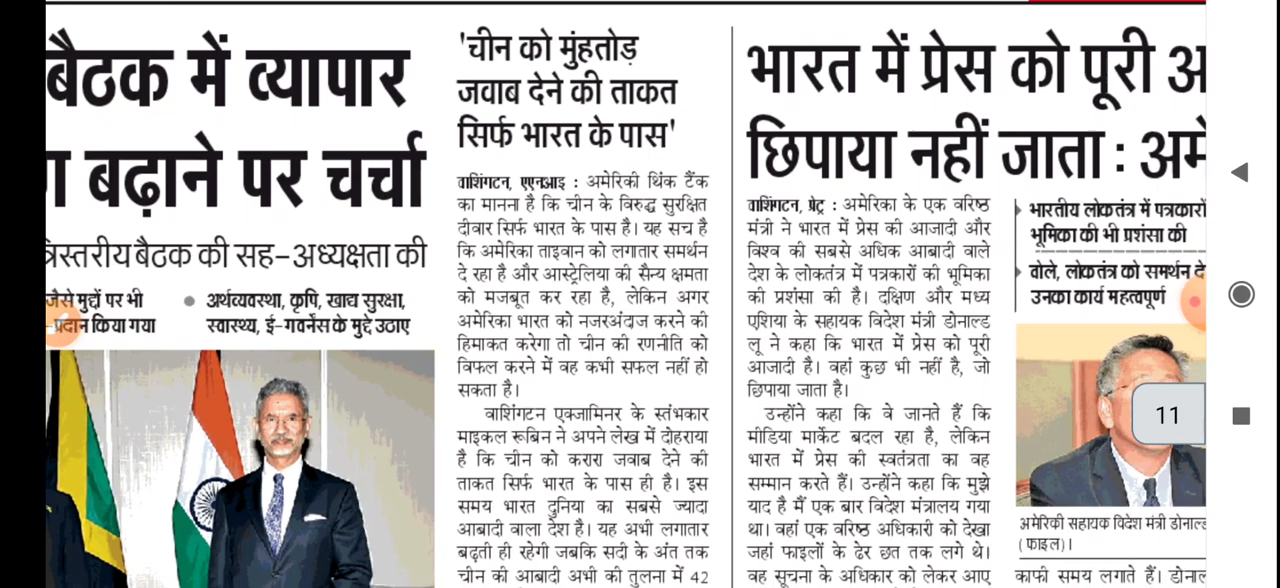 बैठक में व्यापार
बढ़ाने पर चर्चा
त्रिस्तरीय बैठक की सह-अध्यक्षता की
जैसे मुद्दों पर भी
प्रदान किया गया
अर्थव्यवस्था, कृषि, खाद्य सुरक्षा,
स्वास्थ्य, ई-गवर्नेंस के मुद्दे उठाए
'चीन को मुंहतोड़
जवाब देने की ताकत
सिर्फ भारत के पास'
वाशिंगटन, एएनआइ : अमेरिकी थिंक टैंक
का मानना है कि चीन के विरुद्ध सुरक्षित
दीवार सिर्फ भारत के पास है। यह सच है
कि अमेरिका ताइवान को लगातार समर्थन
दे रहा है और आस्ट्रेलिया की सैन्य क्षमता
को मजबूत कर रहा है, लेकिन अगर
अमेरिका भारत को नजरअंदाज करने की
हिमाकत करेगा तो चीन की रणनीति को
विफल करने में वह कभी सफल नहीं हो
सकता है।
वाशिंगटन एक्जामिनर के स्तंभकार
माइकल रूबिन ने अपने लेख में दोहराया
है कि चीन को करारा जवाब देने की
ताकत सिर्फ भारत के पास ही है। इस
समय भारत दुनिया का सबसे ज्यादा
आबादी वाला देश है। यह अभी लगातार
बढ़ती ही रहेगी जबकि सदी के अंत तक
चीन की आबादी अभी की तुलना में 42
भारत में प्रेस को पूरी
छिपाया नहीं जाता :
वाशिंगटन, प्रेट्र : अमेरिका के एक वरिष्ठ
मंत्री ने भारत में प्रेस की आजादी और
विश्व की सबसे अधिक आबादी वाले
देश के लोकतंत्र में पत्रकारों की भूमिका
की प्रशंसा की है। दक्षिण और मध्य
एशिया के सहायक विदेश मंत्री डोनाल्ड
लू ने कहा कि भारत में प्रेस को पूरी
आजादी है। वहां कुछ भी नहीं है, जो
छिपाया जाता है।
उन्होंने कहा कि वे जानते हैं कि
मीडिया मार्केट बदल रहा है, लेकिन
भारत में प्रेस की स्वतंत्रता का वह
सम्मान करते हैं। उन्होंने कहा कि मुझे
याद है मैं एक बार विदेश मंत्रालय गया
था। वहां एक वरिष्ठ अधिकारी को देखा
जहां फाइलों के ढेर छत तक लगे थे।
वह सूचना के अधिकार को लेकर आए
भारतीय लोकतंत्र में पत्रकारों
भूमिका की भी प्रशंसा की
बोले, लोकतंत्र को समर्थन
उनका कार्य महत्वपूर्ण
11
अमेरिकी सहायक विदेश मंत्री
(फाइल)।
काफी समय लगाते हैं।